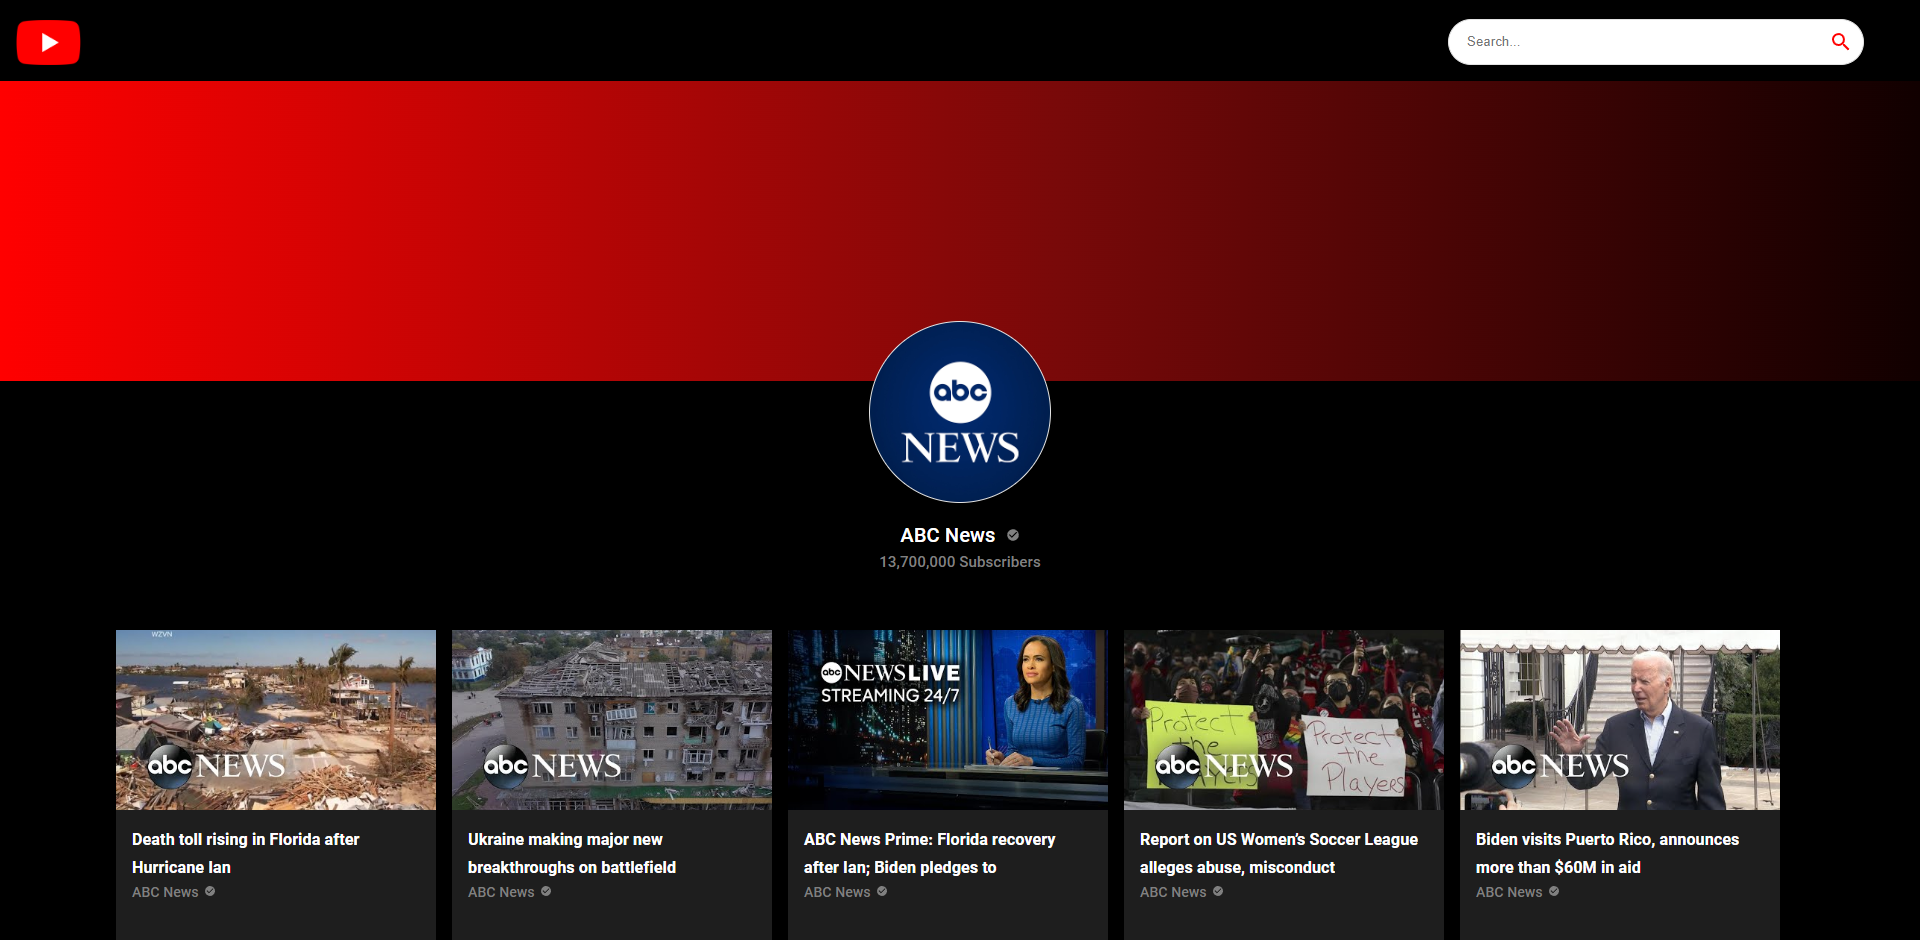 Search...
abc
NEWS
ABC News
13,700,000 Subscribers
WZVN
abc NEWS
abc NEWS
abc NEWS LIVE
STREAMING 24/7
Protect
the
Players
abc NEWS
Protect
the
Players
abc NEWS
Death toll rising in Florida after
Hurricane Ian
ABC News
Ukraine making major new
breakthroughs on battlefield
ABC News
ABC News Prime: Florida recovery
after Ian; Biden pledges to
ABC News
Report on US Women’s Soccer League
alleges abuse, misconduct
ABC News
Biden visits Puerto Rico, announces
more than $60M in aid
ABC News